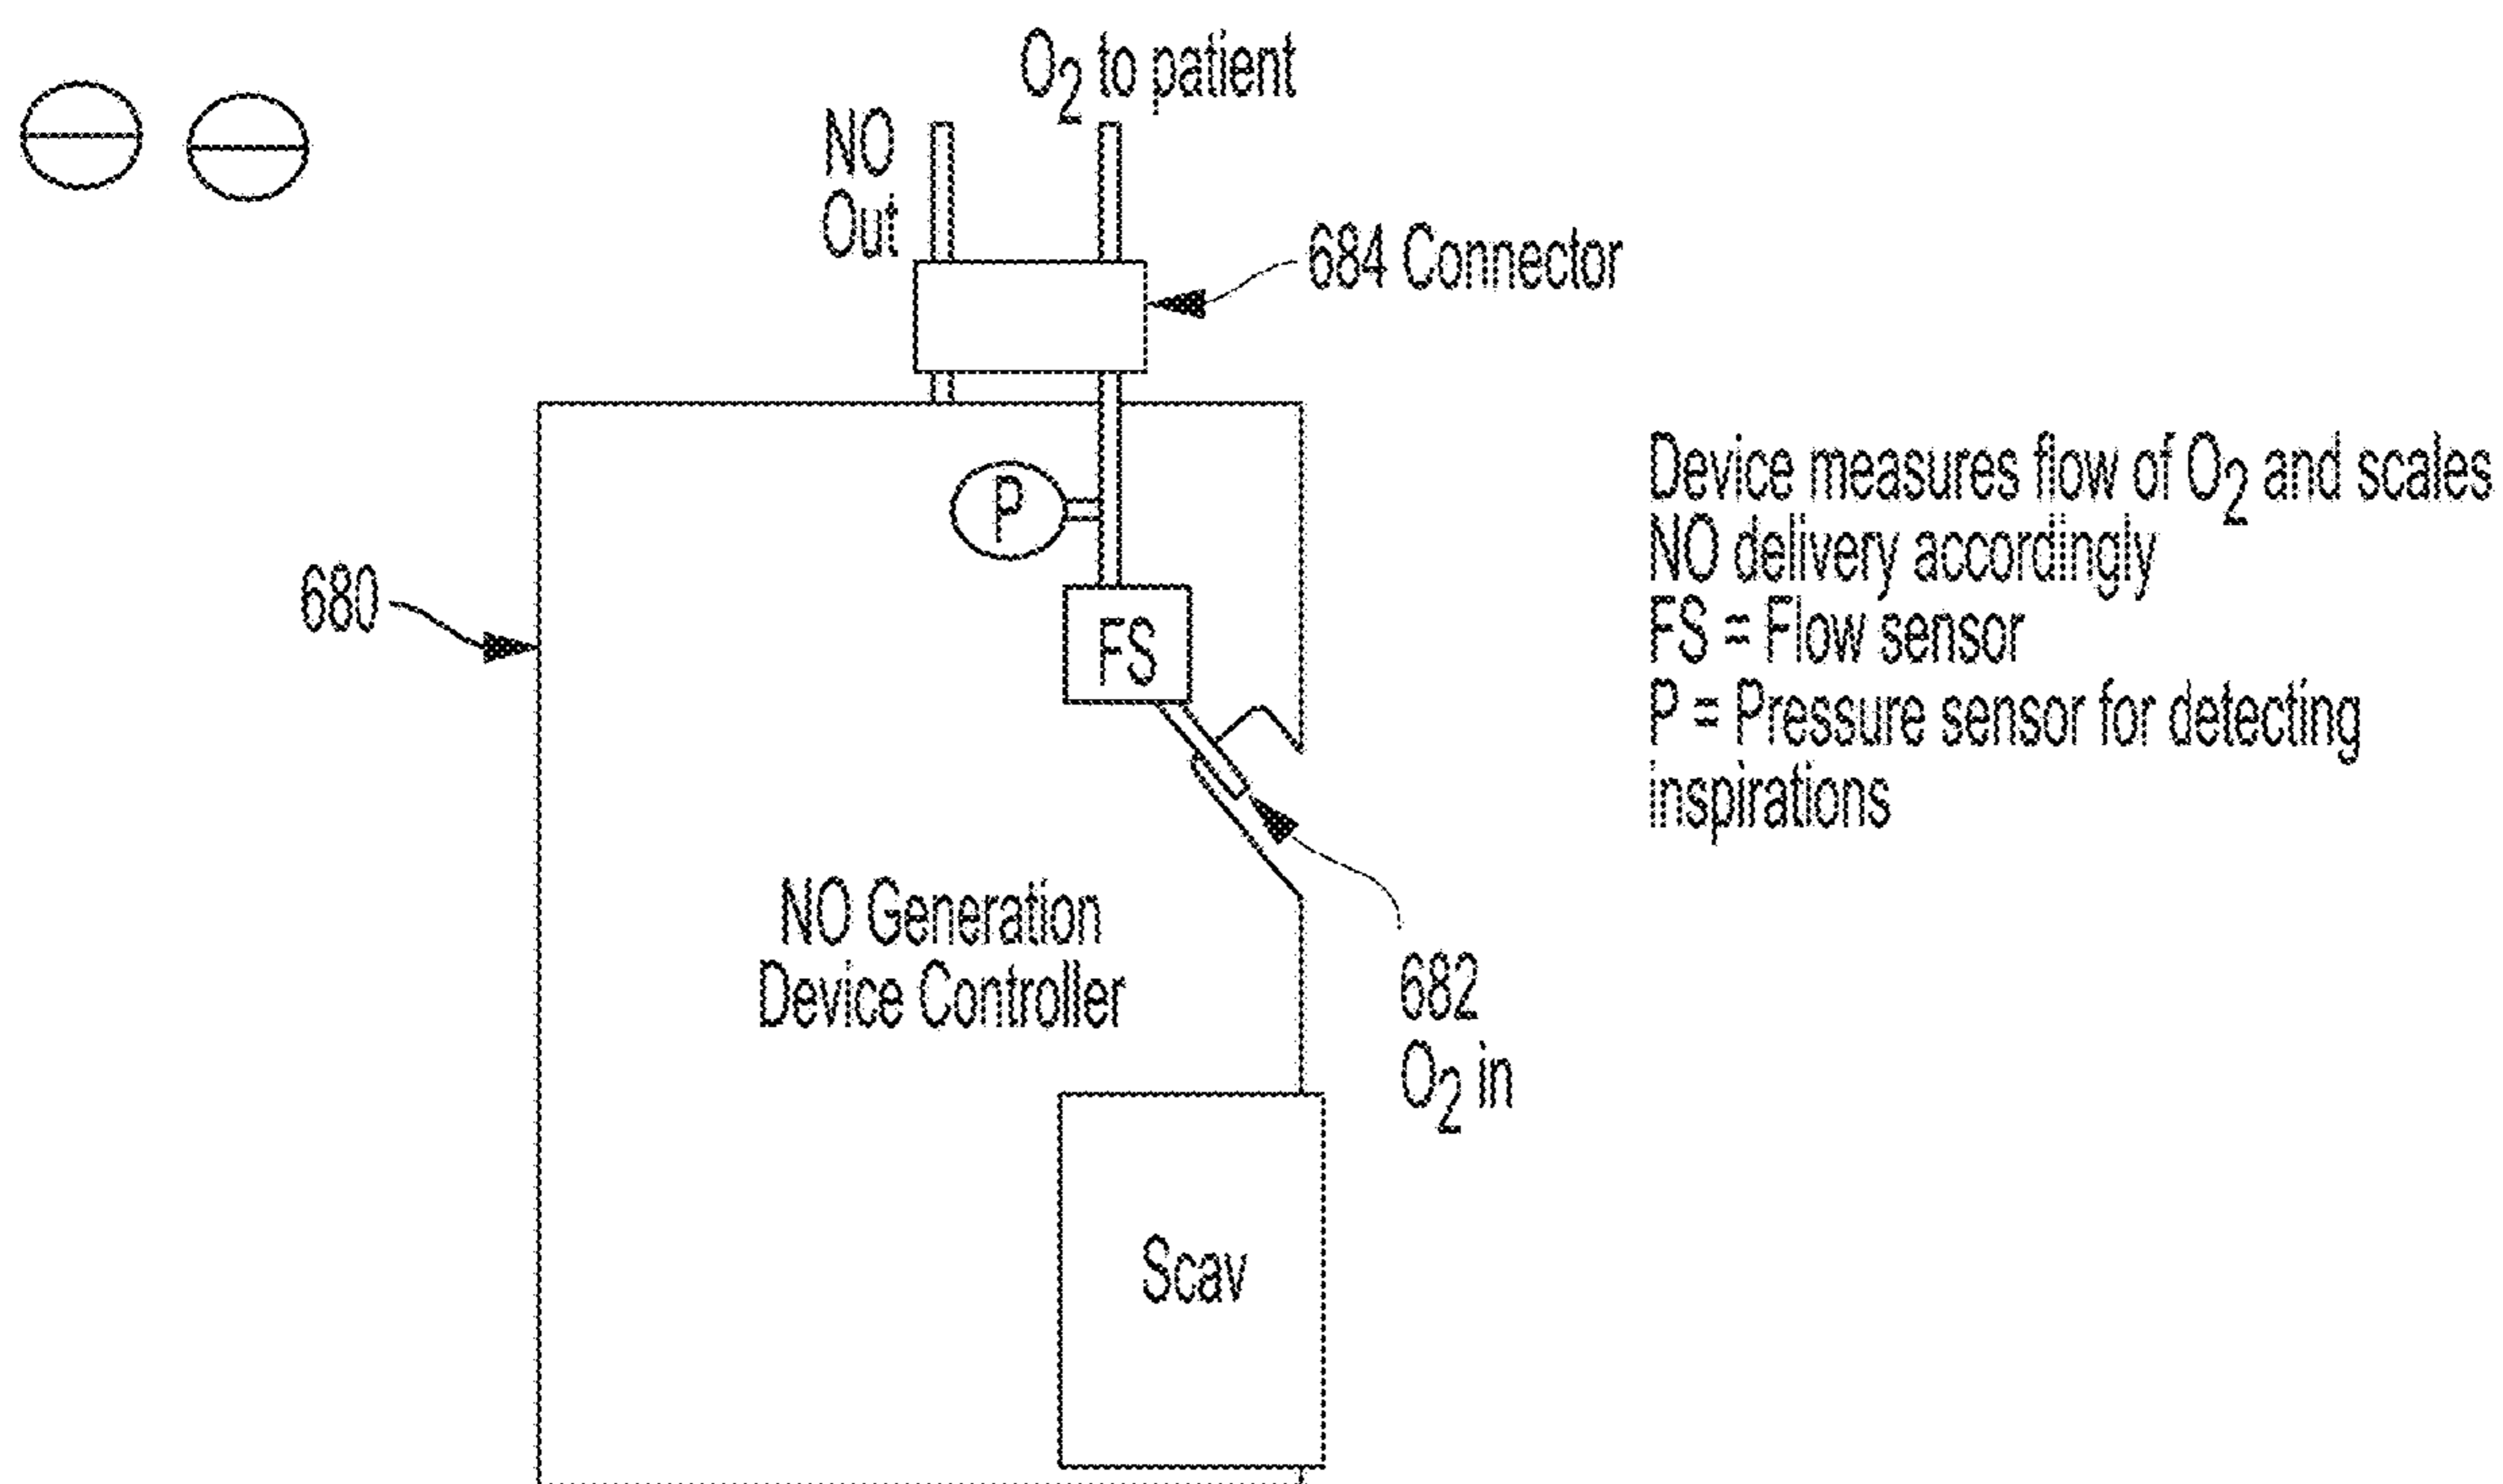 O2 to patient
NO
Out
684 Connector
Device measures flow of O2 and scales
NO delivery accordingly
FS = Flow sensor
P = Pressure sensor for detecting
inspirations
P
680
FS
NO Generation
Device Controller
682
O2 in
Scav